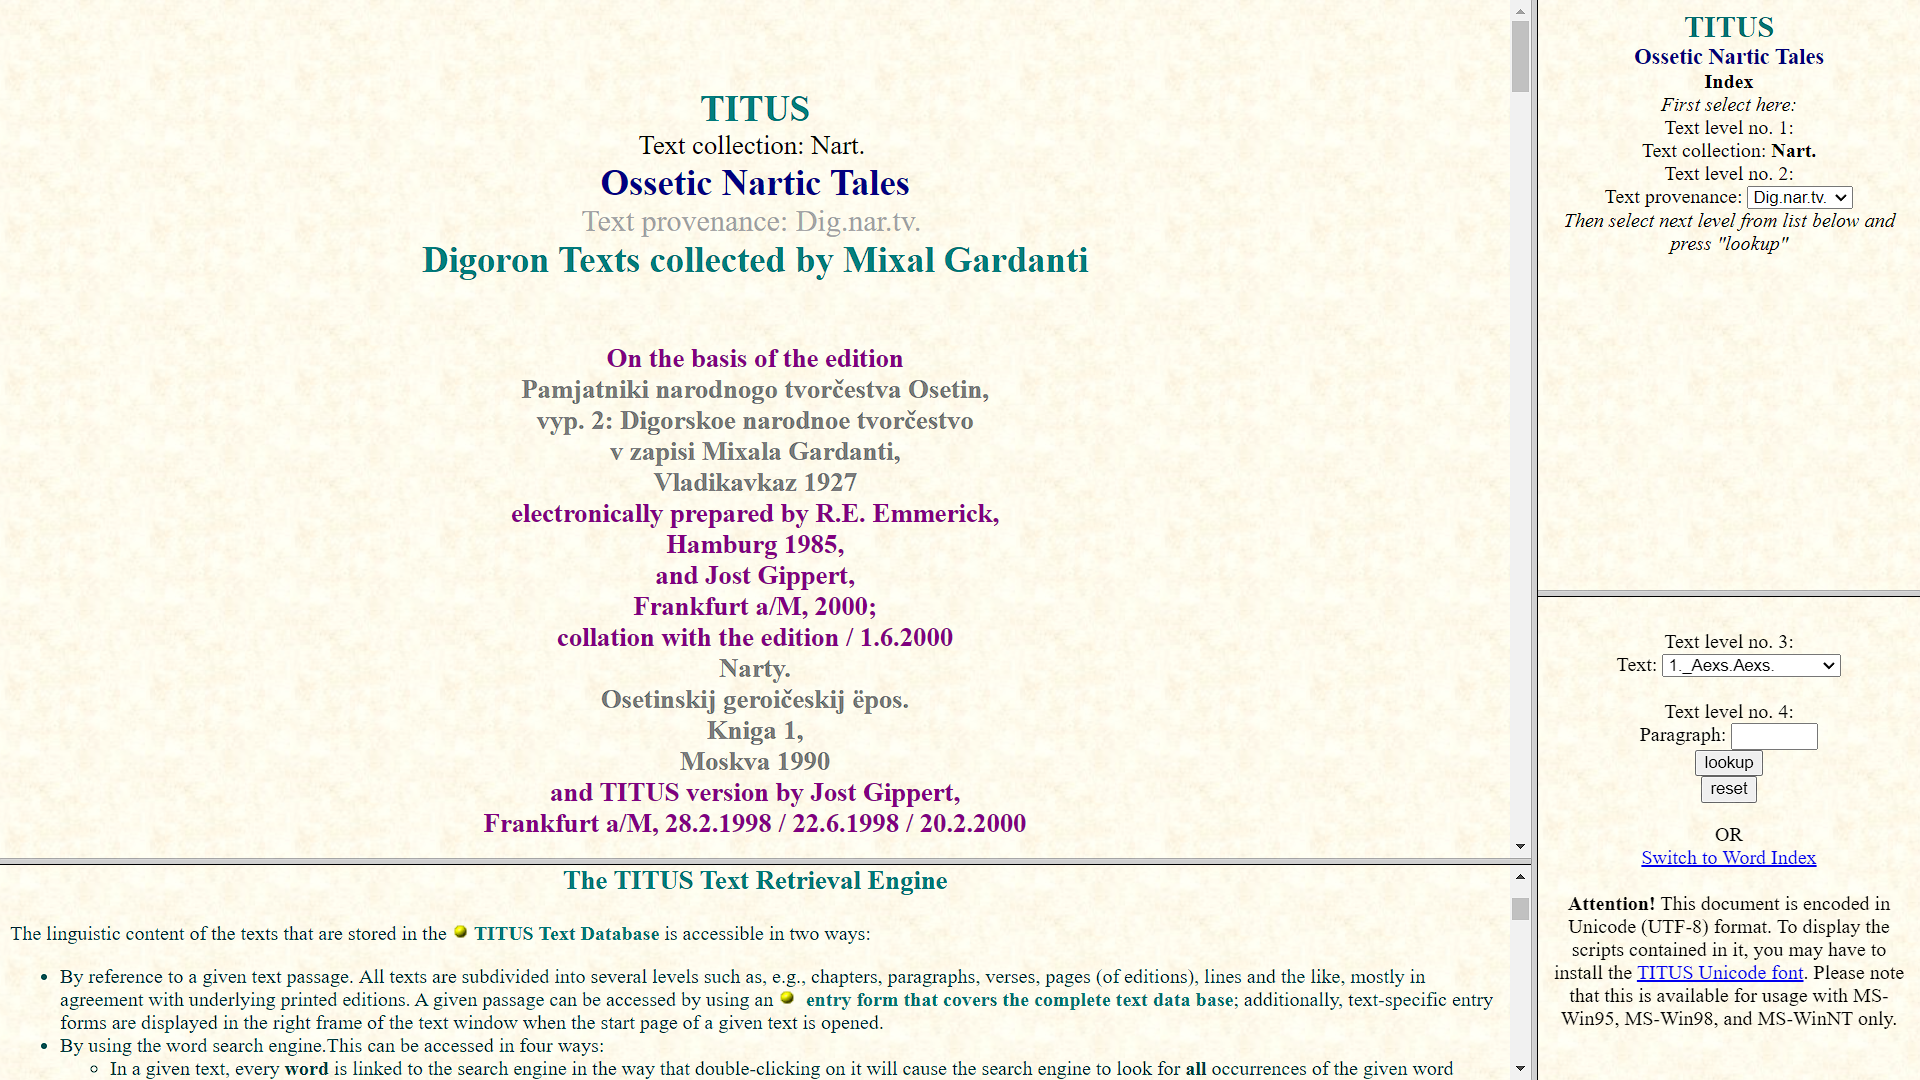 TITUS
Text collection: Nart.
Ossetic Nartic Tales
Text provenance: Dig.nar.tv.
Digoron Texts collected by Mixal Gardanti
On the basis of the edition
Pamjatniki narodnogo tvorčestva Osetin,
vyp. 2: Digorskoe narodnoe tvorčestvo
v zapisi Mixala Gardanti,
Vladikavkaz 1927
electronically prepared by R.E. Emmerick,
Hamburg 1985,
and Jost Gippert,
Frankfurt a/M, 2000;
collation with the edition / 1.6.2000
Narty.
Osetinskij geroičeskij ëpos.
Kniga 1,
Moskva 1990
and TITUS version by Jost Gippert,
Frankfurt a/M, 28.2.1998 / 22.6.1998 / 20.2.2000
The TITUS Text Retrieval Engine
The linguistic content of the texts that are stored in the TITUS Text Database is accessible in two ways:
• By reference to a given text passage. All texts are subdivided into several levels such as, e.g., chapters, paragraphs, verses, pages (of editions), lines and the like, mostly in
agreement with underlying printed editions. A given passage can be accessed by using an entry form that covers the complete text data base; additionally, text-specific entry
forms are displayed in the right frame of the text window when the start page of a given text is opened.
• By using the word search engine.This can be accessed in four ways:
◦ In a given text, every word is linked to the search engine in the way that double-clicking on it will cause the search engine to look for all occurrences of the given word
TITUS
Ossetic Nartic Tales
Index
First select here:
Text level no. 1:
Text collection: Nart.
Text level no. 2:
Text provenance: Dig.nar.tv.
Then select next level from list below and
press "lookup"
Text level no. 3:
Text: 1._Aexs.Aexs.
Text level no. 4:
Paragraph:
lookup
reset
OR
Switch to Word Index
Attention! This document is encoded in
Unicode (UTF-8) format. To display the
scripts contained in it, you may have to
install the TITUS Unicode font. Please note
that this is available for usage with MS-
Win95, MS-Win98, and MS-WinNT only.